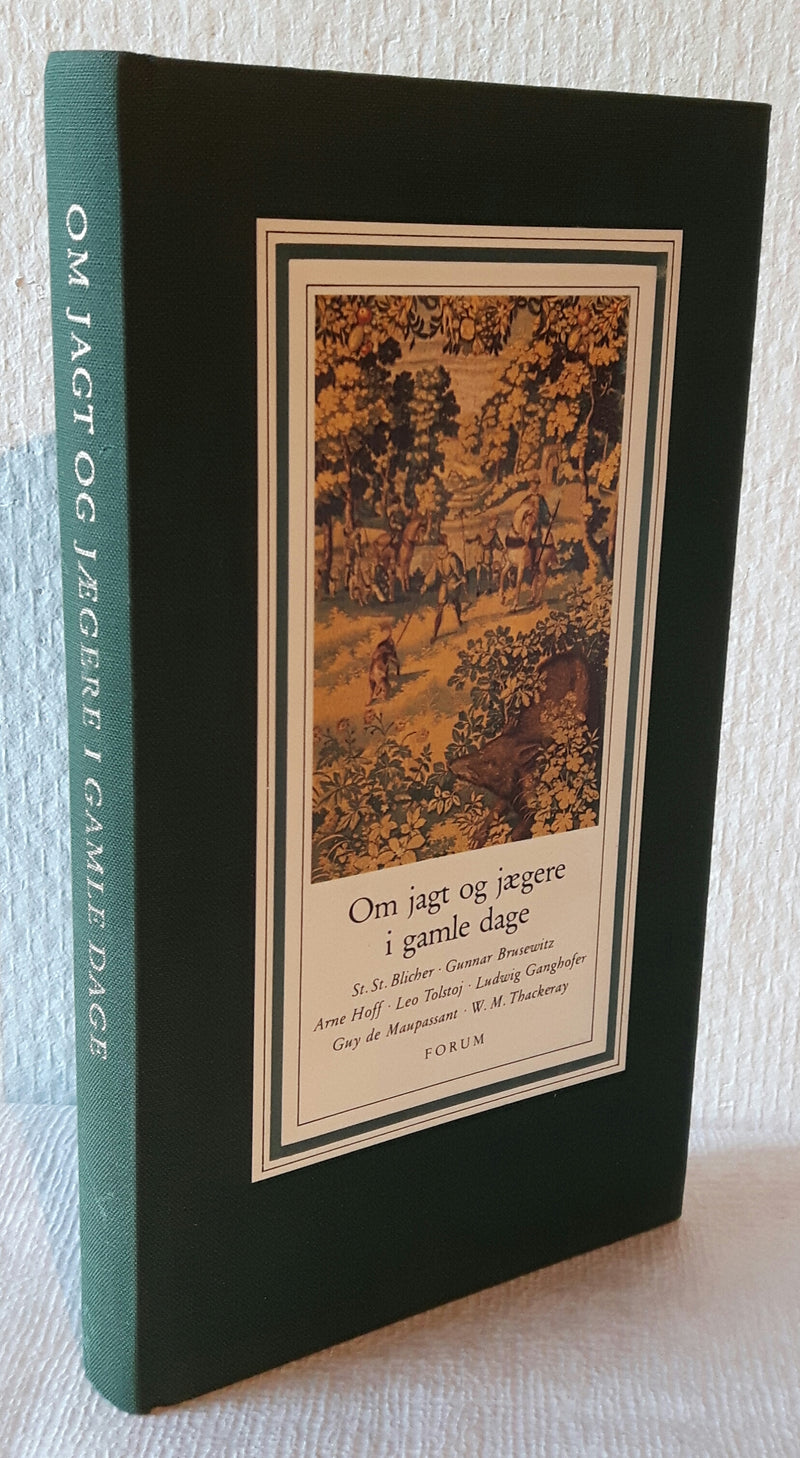 OM JAGT OG JÆGERE I GAMLE DAGE
Om jagt og jægere
i gamle dage
St. St. Blicher · Gunnar Brusewitz
Arne Hoff · Leo Tolstoj · Ludwig Ganghofer
Guy de Maupassant · W. M. Thackeray
FORUM